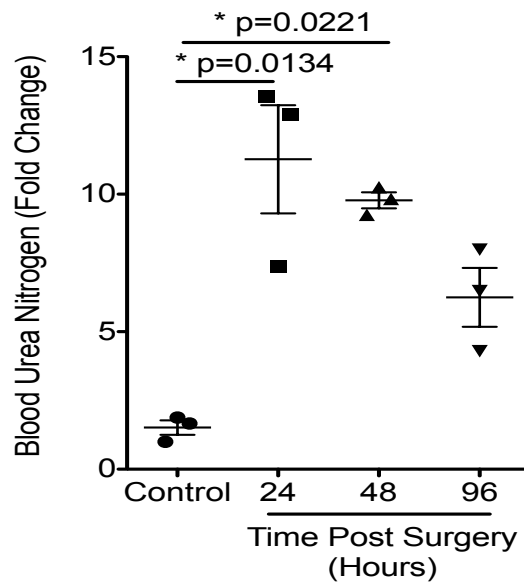 * p=0.0221
* p=0.0134
Blood Urea Nitrogen (Fold Change)
15
10
5
0
Control 24 48 96
Time Post Surgery
(Hours)